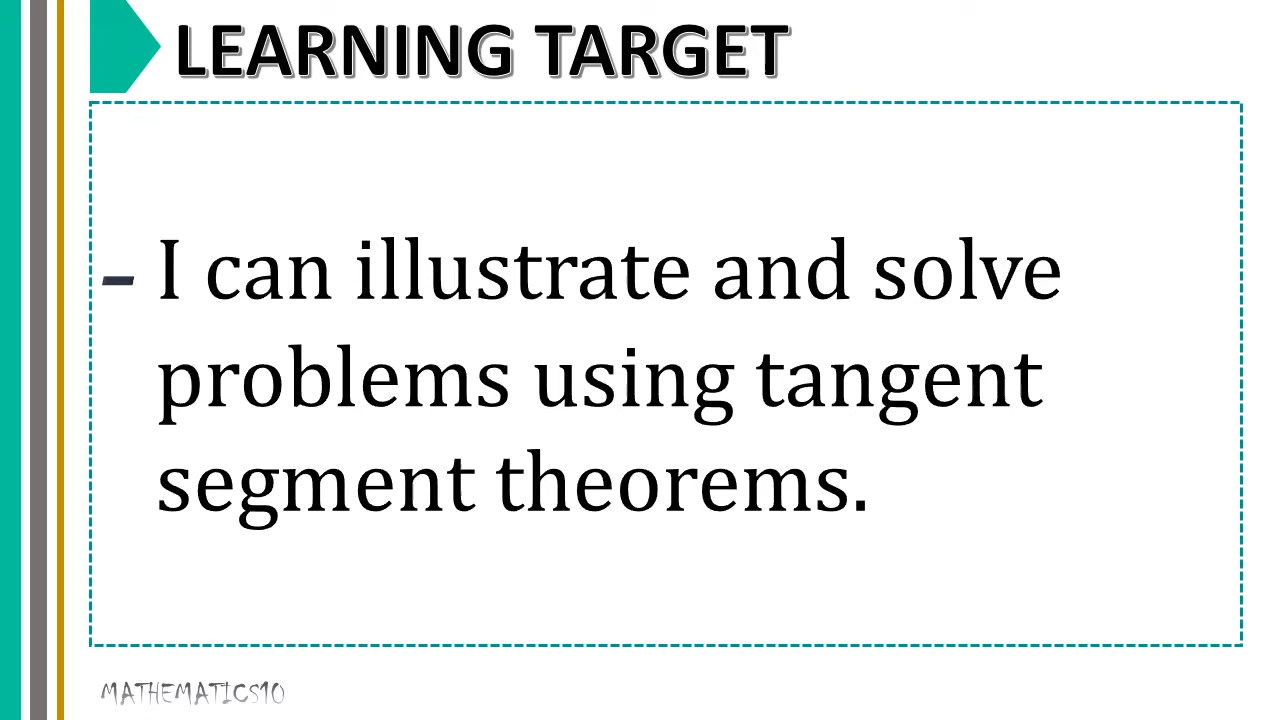 LEARNING TARGET
- I can illustrate and solve
problems using tangent
segment theorems.
MATHEMATICS10